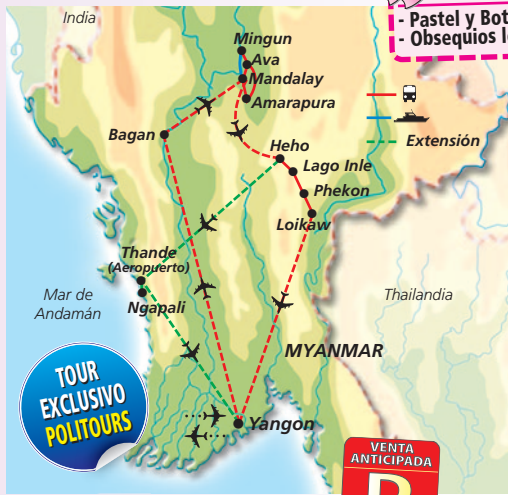 India
- Pastel y Bot
- Obsequios l
Mingun
Ava
Mandalay
Amarapura
Bagan
Extensión
Heho
Lago Inle
Phekon
Loikaw
Thande
(Aeropuerto)
Ngapali
Mar de
Andamán
Thailandia
MYANMAR
TOUR
EXCLUSIVO
POLITOURS
Yangon
VENTA
ANTICIPADA